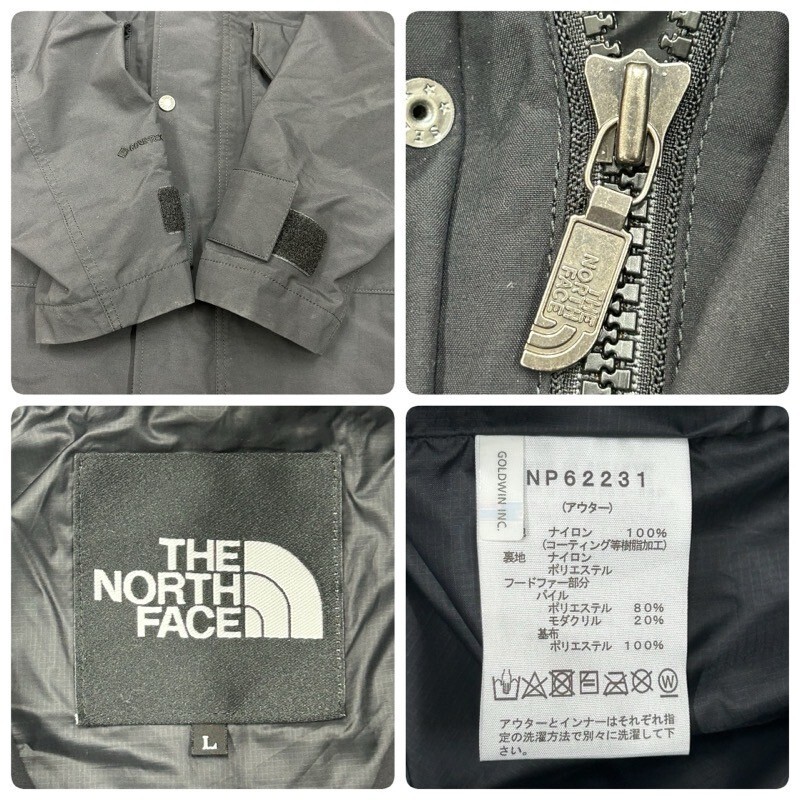 GORE-TEX
THE
NORTH
FACE
THE
NORTH
FACE
L
GOLDWIN INC.
NP62231
(アウター)
ナイロン 100%
(コーティング等樹脂加工)
裏地 ナイロン
ポリエステル
フードファー部分
パイル
ポリエステル 80%
モダクリル 20%
基布
ポリエステル 100%
アウターとインナーはそれぞれ指定
の洗濯方法で別々に洗濯して下さい